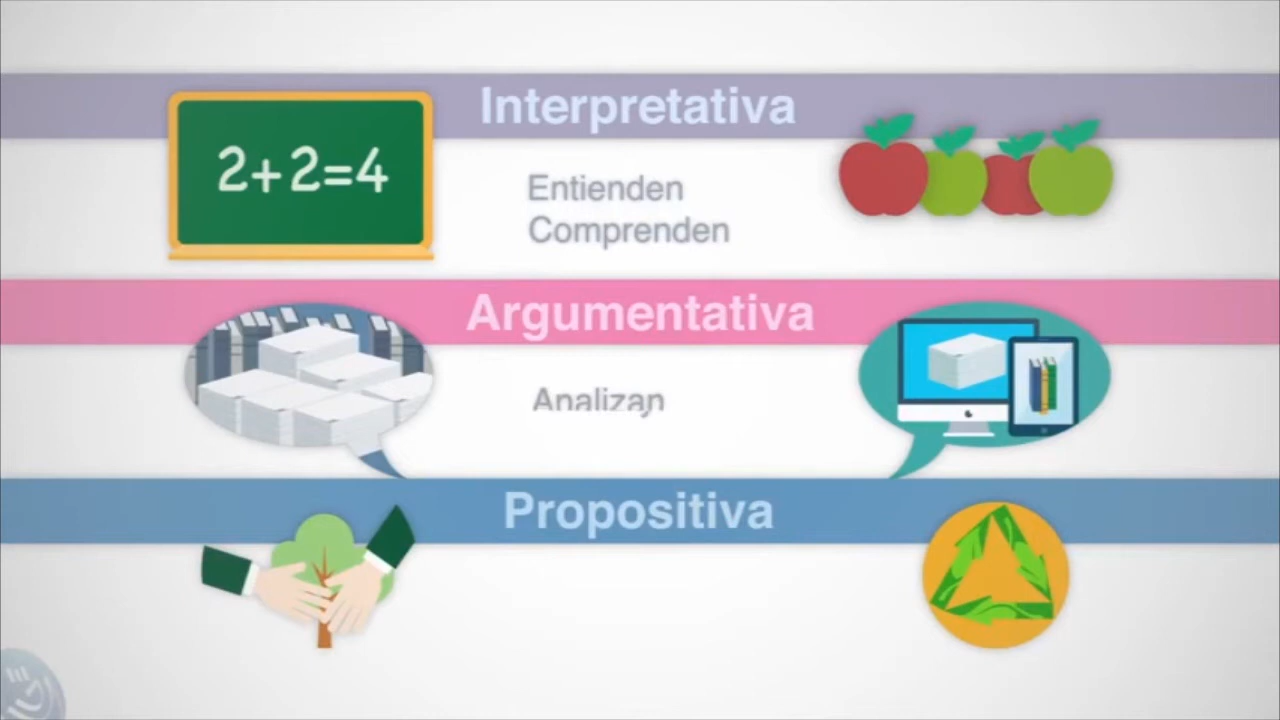 Interpretativa
2+2=4
Entienden
Comprenden
Argumentativa
Analizan
Propositiva